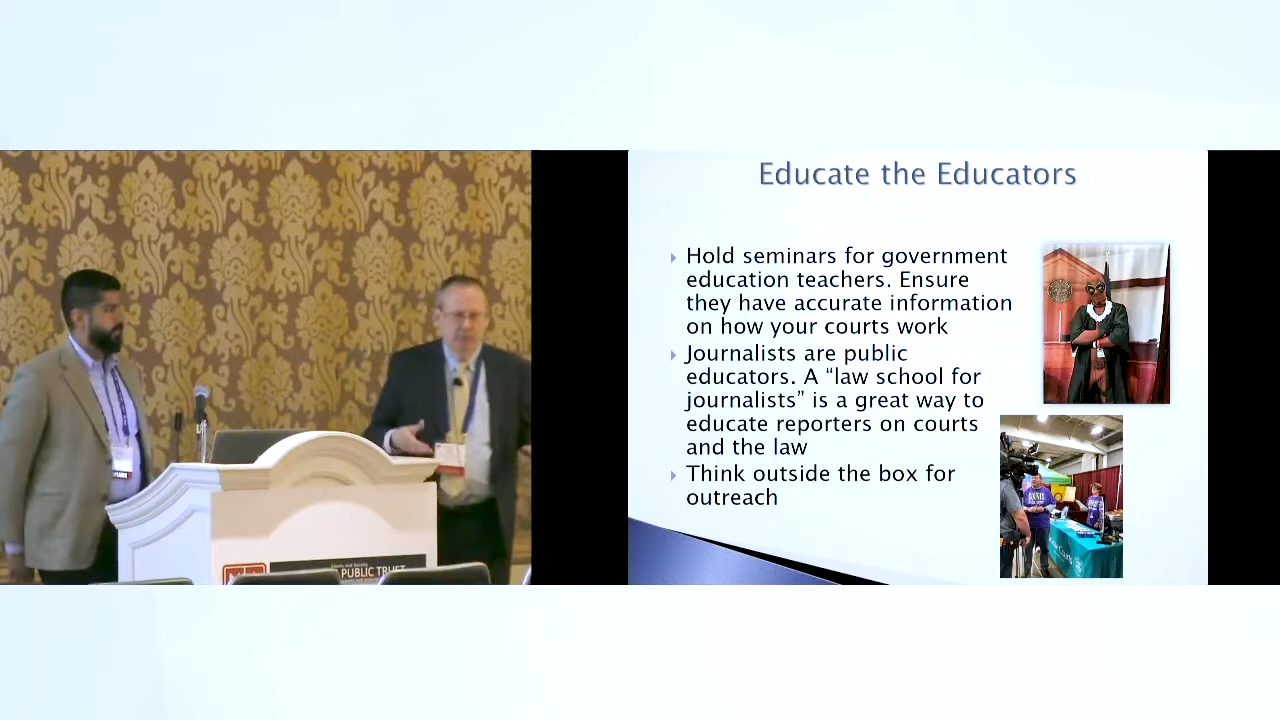 Educate the Educators
Hold seminars for government
education teachers. Ensure
they have accurate information
on how your courts work
Journalists are public
educators. A “law school for
journalists” is a great way to
educate reporters on courts
and the law
Think outside the box for
outreach
PUBLIC TRUST